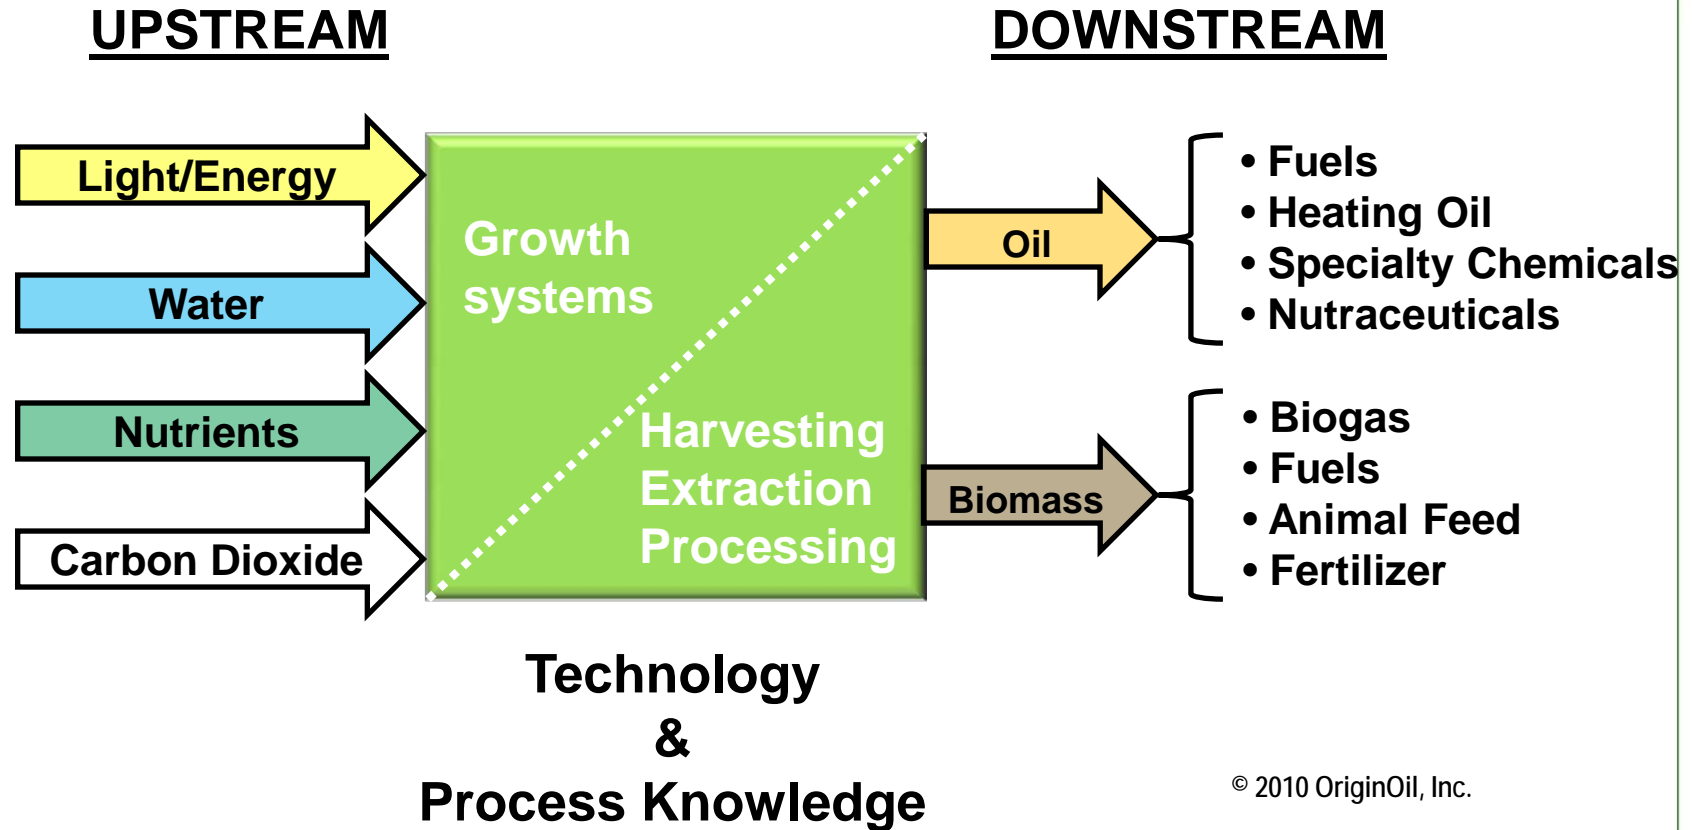 UPSTREAM
DOWNSTREAM
Light/Energy
Water
Nutrients
Carbon Dioxide
Growth
systems
Harvesting
Extraction
Processing
Oil
• Fuels
• Heating Oil
• Specialty Chemicals
• Nutraceuticals
Biomass
• Biogas
• Fuels
• Animal Feed
• Fertilizer
Technology
&
Process Knowledge
© 2010 OriginOil, Inc.